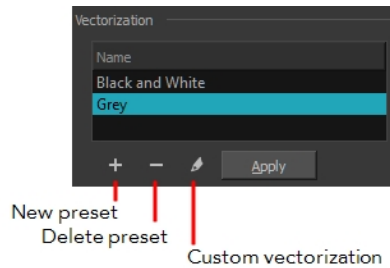 Vectorization
Name
Black and White
Grey
Apply
New preset
Delete preset
Custom vectorization